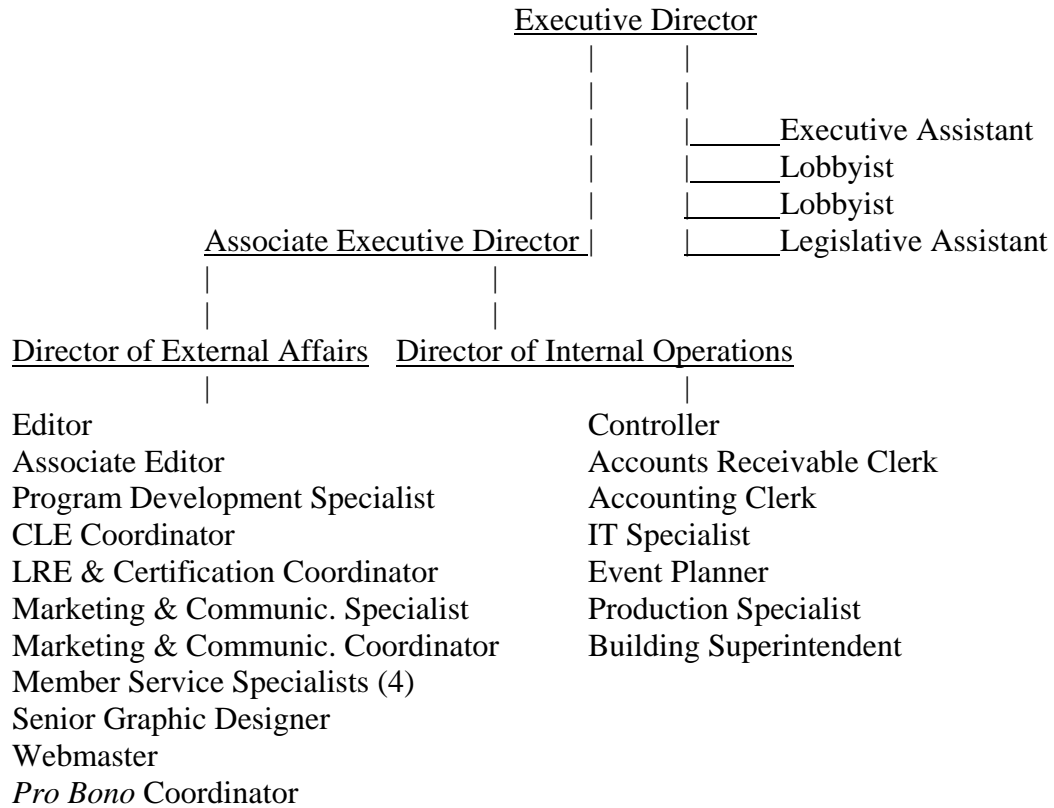 Executive Director
Executive Assistant
Lobbyist
Lobbyist
Associate Executive Director
Legislative Assistant
Director of External Affairs
Director of Internal Operations
Editor
Associate Editor
Program Development Specialist
CLE Coordinator
LRE & Certification Coordinator
Marketing & Communic. Specialist
Marketing & Communic. Coordinator
Member Service Specialists (4)
Senior Graphic Designer
Webmaster
Pro Bono Coordinator
Controller
Accounts Receivable Clerk
Accounting Clerk
IT Specialist
Event Planner
Production Specialist
Building Superintendent